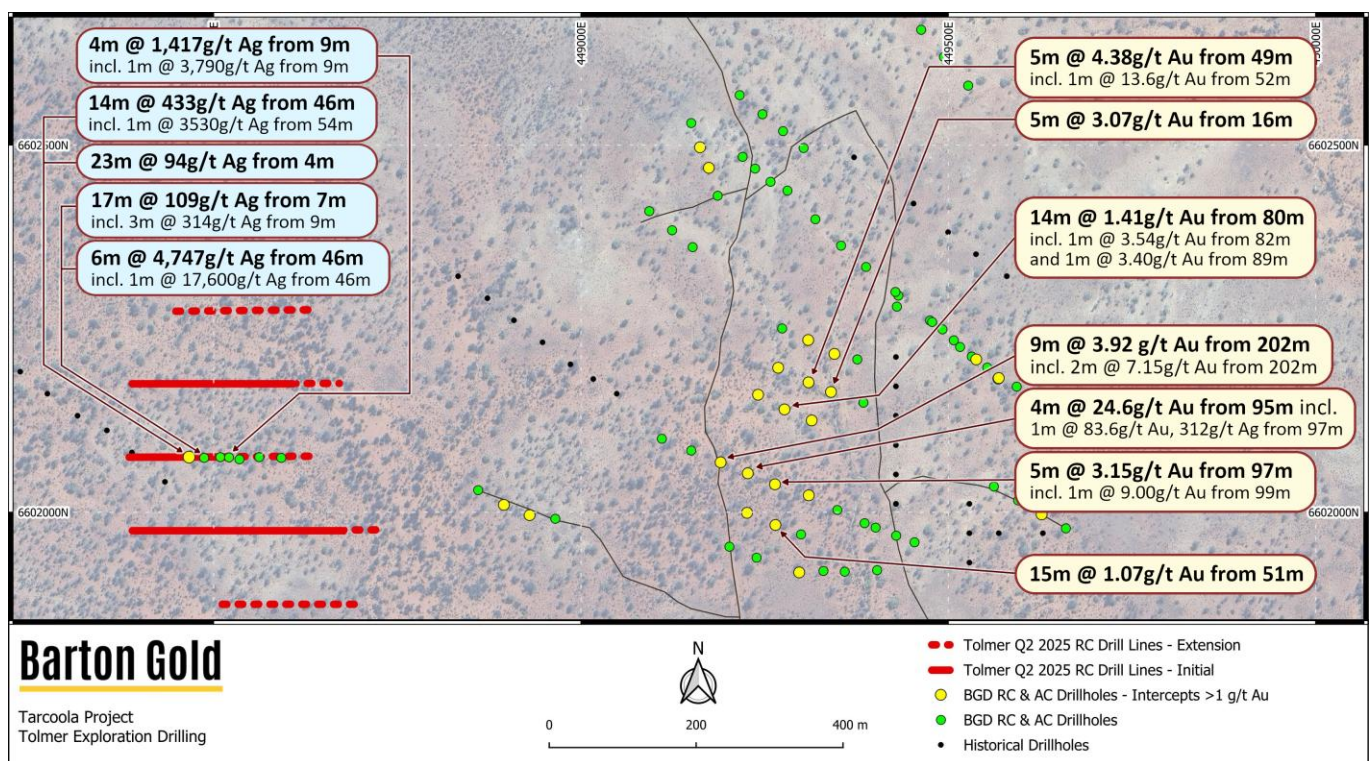 4m @ 1,417g/t Ag from 9m
incl. 1m @ 3,790g/t Ag from 9m
14m @ 433g/t Ag from 46m
incl. 1m @ 3530g/t Ag from 54m
23m @ 94g/t Ag from 4m
17m @ 109g/t Ag from 7m
incl. 3m @ 314g/t Ag from 9m
6m @ 4,747g/t Ag from 46m
incl. 1m @ 17,600g/t Ag from 46m
449000E
449500E
6602500N
6602500N
6602000N
6602000N
5m @ 4.38g/t Au from 49m
incl. 1m @ 13.6g/t Au from 52m
5m @ 3.07g/t Au from 16m
14m @ 1.41g/t Au from 80m
incl. 1m @ 3.54g/t Au from 82m
and 1m @ 3.40g/t Au from 89m
9m @ 3.92 g/t Au from 202m
incl. 2m @ 7.15g/t Au from 202m
4m @ 24.6g/t Au from 95m incl.
1m @ 83.6g/t Au, 312g/t Ag from 97m
5m @ 3.15g/t Au from 97m
incl. 1m @ 9.00g/t Au from 99m
15m @ 1.07g/t Au from 51m
Barton Gold
Tarcoola Project
Tolmer Exploration Drilling
N
0 200 400 m
Tolmer Q2 2025 RC Drill Lines - Extension
Tolmer Q2 2025 RC Drill Lines - Initial
BGD RC & AC Drillholes - Intercepts >1 g/t Au
BGD RC & AC Drillholes
Historical Drillholes